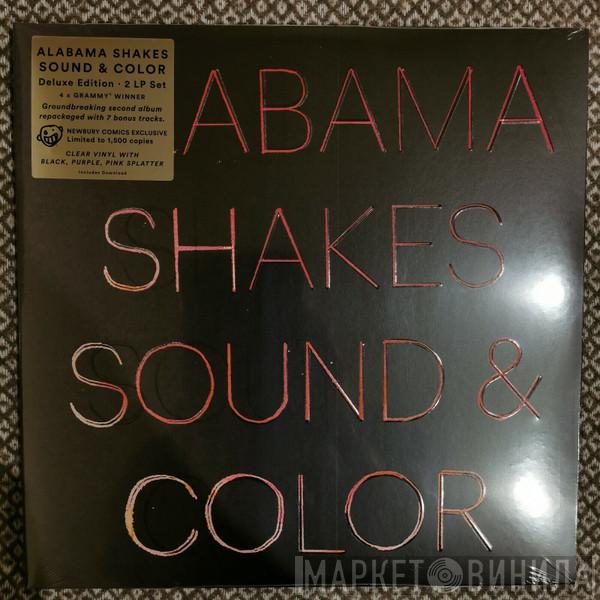 ALABAMA SHAKES
SOUND & COLOR
Deluxe Edition · 2 LP Set
4 x GRAMMY® WINNER
Groundbreaking second album
repackaged with 7 bonus tracks.
NEWBURY COMICS EXCLUSIVE
Limited to 1,500 copies
CLEAR VINYL WITH
BLACK, PURPLE, PINK SPLATTER
Includes Download
ABAMA
SHAKES
SOUND &
COLOR
МАРКЕТ ВИНИЛ